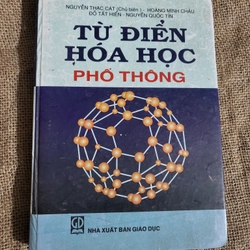 NGUYỄN THẠC CÁT (Chủ biên) - HOÀNG MINH CHÂU
ĐỖ TẤT HIỂN - NGUYỄN QUỐC TÍN
TỪ ĐIỂN
HÓA HỌC
PHỔ THÔNG
NHÀ XUẤT BẢN GIÁO DỤC